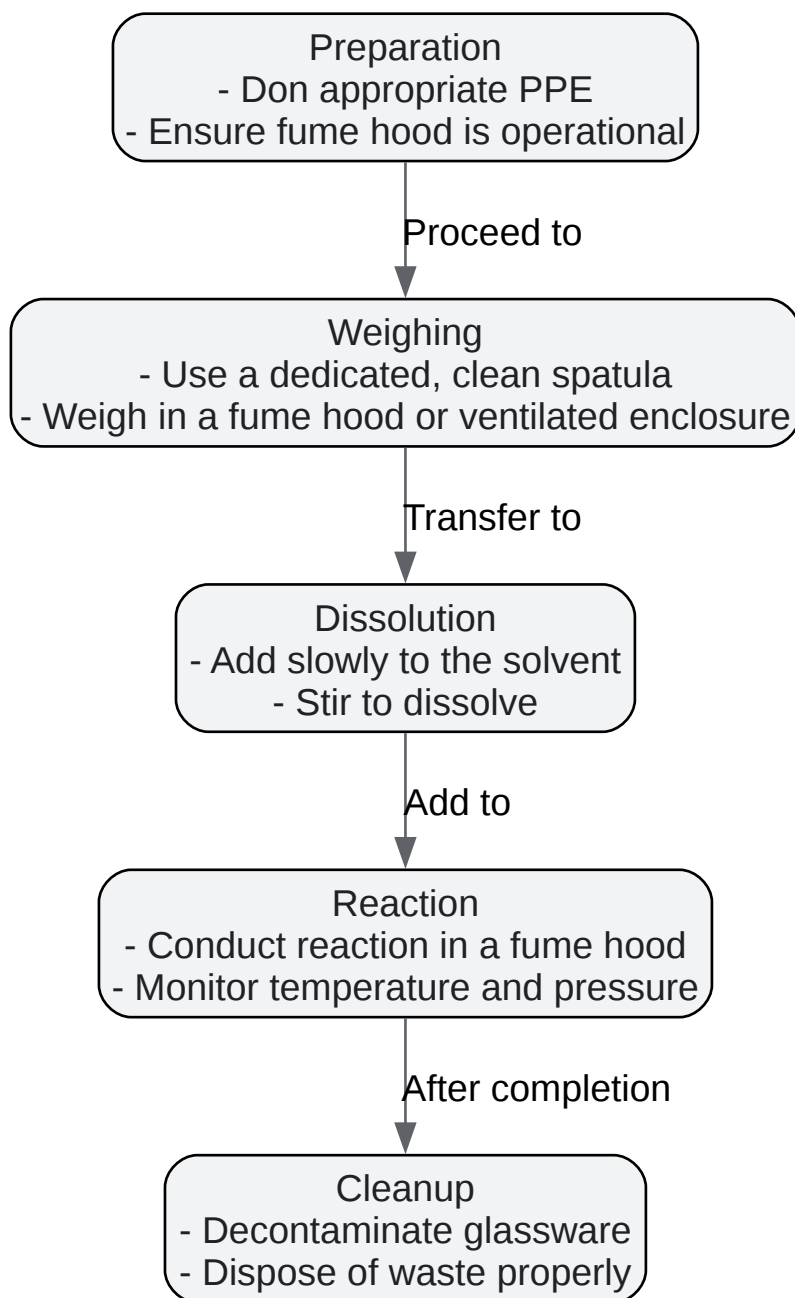 Preparation
- Don appropriate PPE
- Ensure fume hood is operational
Proceed to
Weighing
- Use a dedicated, clean spatula
- Weigh in a fume hood or ventilated enclosure
Transfer to
Dissolution
- Add slowly to the solvent
- Stir to dissolve
Add to
Reaction
- Conduct reaction in a fume hood
- Monitor temperature and pressure
After completion
Cleanup
- Decontaminate glassware
- Dispose of waste properly